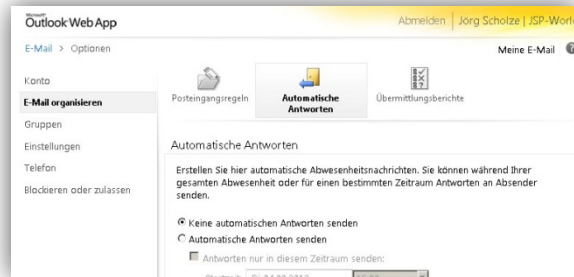 Microsoft
Outlook Web App
Abmelden | Jörg Scholze | JSP-World
E-Mail > Optionen
Meine E-Mail ?
Konto
E-Mail organisieren
Gruppen
Einstellungen
Telefon
Blockieren oder zulassen
Posteingangsregeln
Automatische
Antworten
Übermittlungsberichte
Automatische Antworten
Erstellen Sie hier automatische Abwesenheitsnachrichten. Sie können während Ihrer
gesamten Abwesenheit oder für einen bestimmten Zeitraum Antworten an Absender
senden.
Keine automatischen Antworten senden
Automatische Antworten senden
Antworten nur in diesem Zeitraum senden: